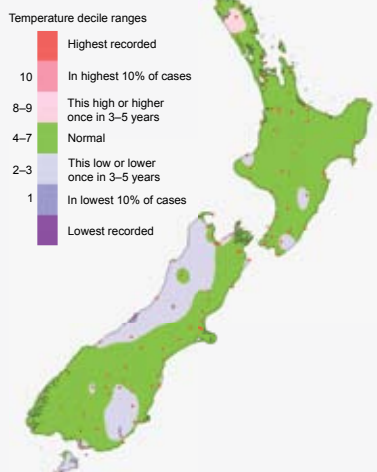 Temperature decile ranges
Highest recorded
10 In highest 10% of cases
8–9 This high or higher
once in 3–5 years
4–7 Normal
2–3 This low or lower
once in 3–5 years
1 In lowest 10% of cases
Lowest recorded